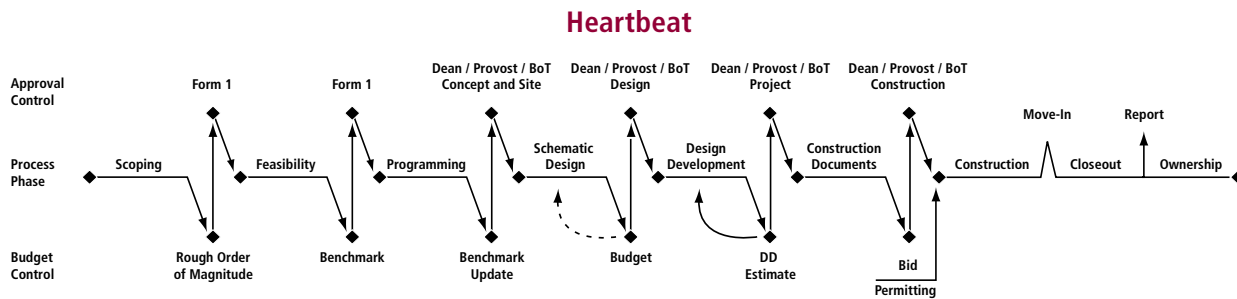 Heartbeat
Approval
Control
Form 1
Form 1
Dean / Provost / BoT
Concept and Site
Dean / Provost / BoT
Design
Dean / Provost / BoT
Project
Dean / Provost / BoT
Construction
Move-In
Report
Process
Phase
Scoping
Feasibility
Programming
Schematic
Design
Design
Development
Construction
Documents
Construction
Closeout
Ownership
Budget
Control
Rough Order
of Magnitude
Benchmark
Benchmark
Update
Budget
DD
Estimate
Bid
Permitting